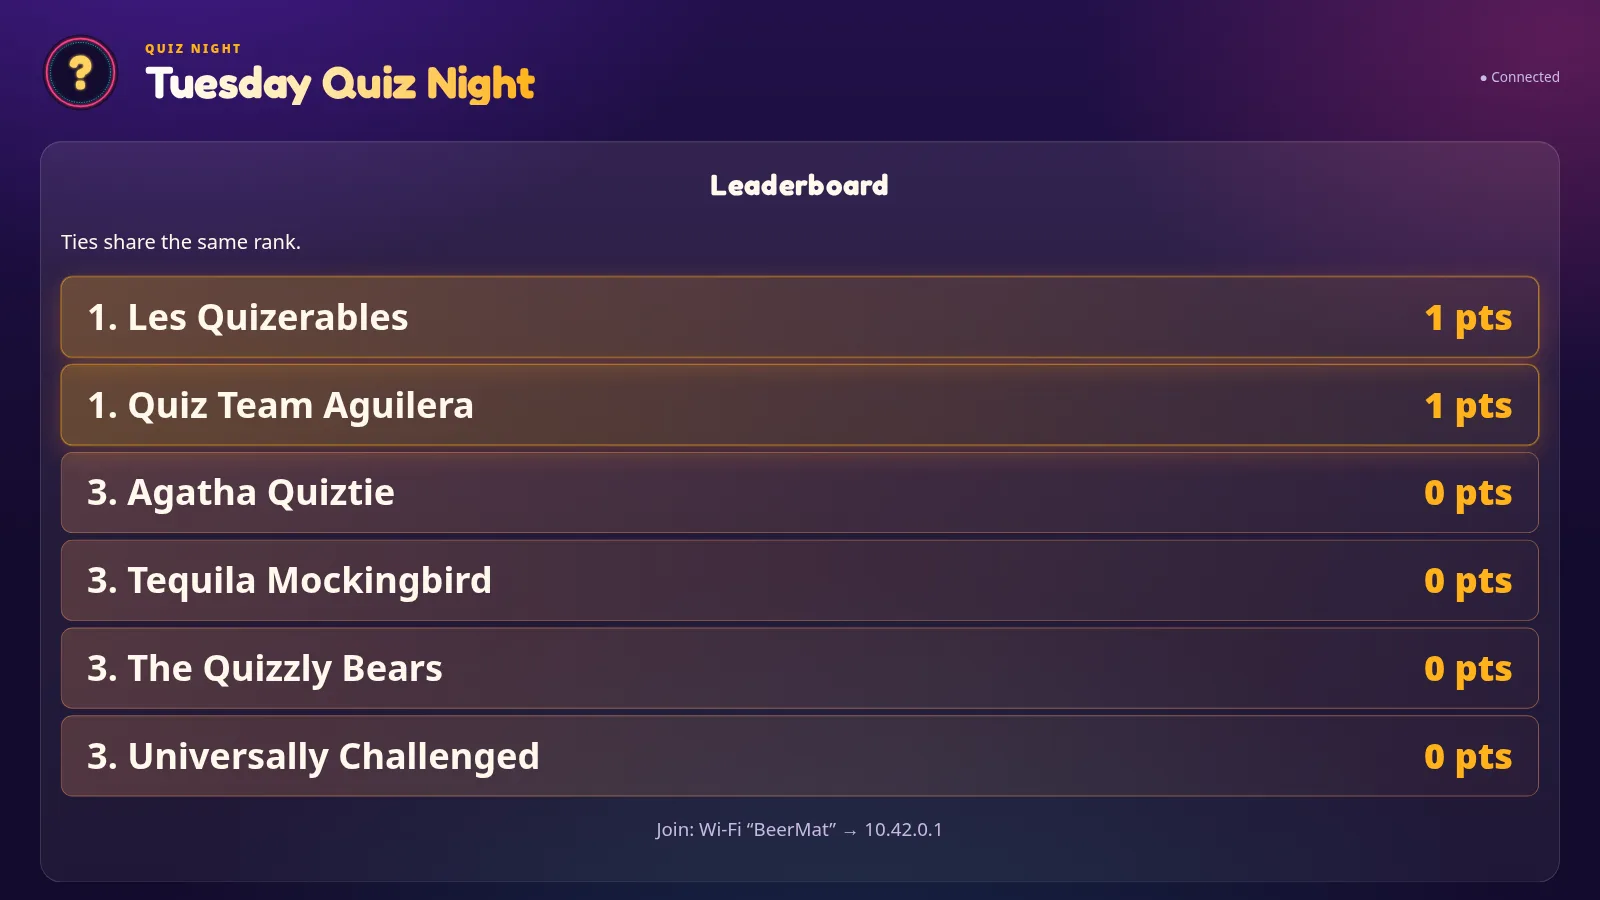 ?
QUIZ NIGHT
Tuesday Quiz Night
● Connected
Leaderboard
Ties share the same rank.
1. Les Quizerables 1 pts
1. Quiz Team Aguilera 1 pts
3. Agatha Quiztie 0 pts
3. Tequila Mockingbird 0 pts
3. The Quizzly Bears 0 pts
3. Universally Challenged 0 pts
Join: Wi-Fi “BeerMat” → 10.42.0.1